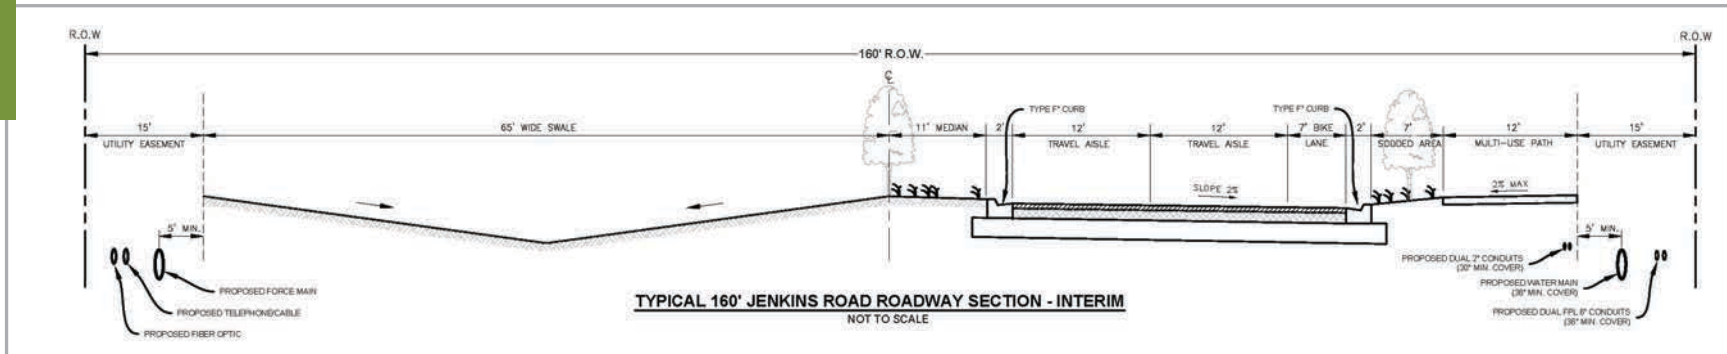 R.O.W
R.O.W
160' R.O.W.
℄
TYPE F" CURB
TYPE F" CURB
15'
65' WIDE SWALE
11' MEDIAN
2'
12'
12'
7' BIKE
2'
7'
12'
15'
UTILITY EASEMENT
TRAVEL AISLE
TRAVEL AISLE
LANE
SODDED AREA
MULTI-USE PATH
UTILITY EASEMENT
SLOPE 2%
2% MAX
5' MIN.
5' MIN.
PROPOSED DUAL 2" CONDUITS
(30" MIN. COVER)
PROPOSED WATER MAIN
(36" MIN. COVER)
PROPOSED DUAL FPL 6" CONDUITS
(36" MIN. COVER)
PROPOSED FORCE MAIN
PROPOSED TELEPHONE/CABLE
PROPOSED FIBER OPTIC
TYPICAL 160' JENKINS ROAD ROADWAY SECTION - INTERIM
NOT TO SCALE